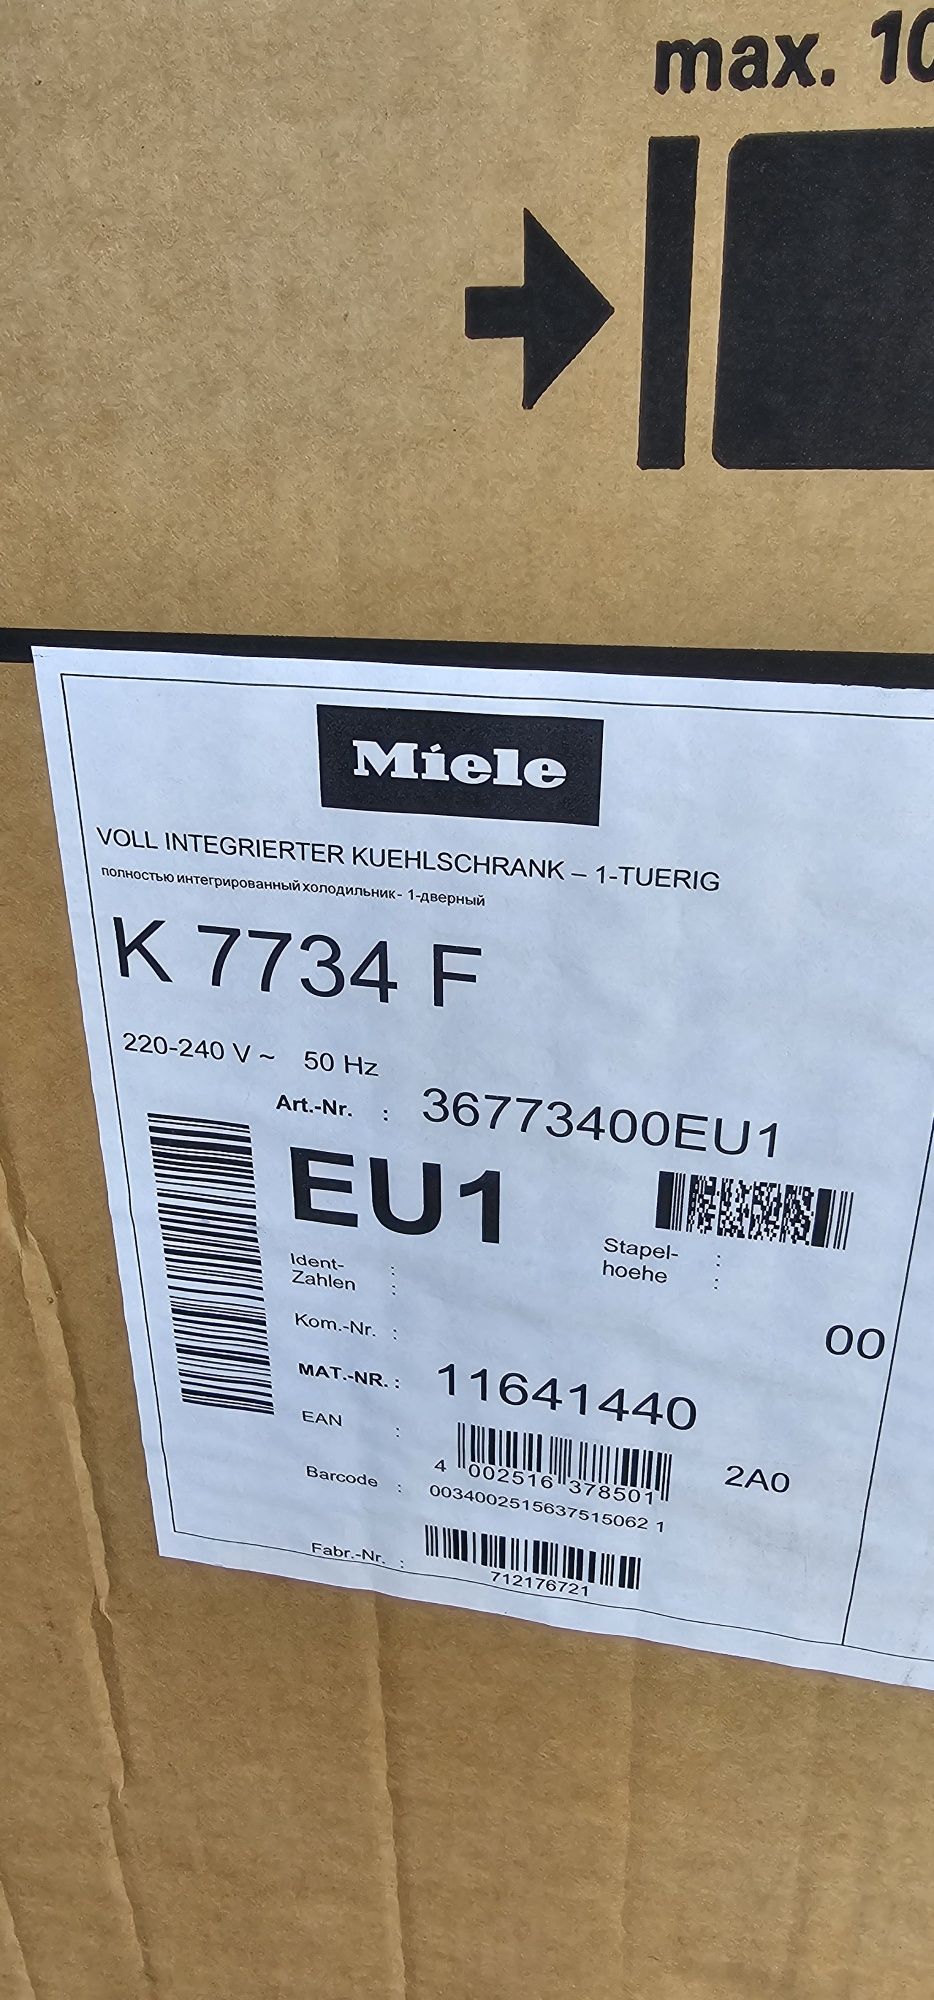 max. 10
Miele
VOLL INTEGRIERTER KUEHLSCHRANK – 1-TUERIG
полностью интегрированный холодильник- 1-дверный
K 7734 F
220-240 V ~ 50 Hz
Art.-Nr. : 36773400EU1
EU1
Stapel- :
hoehe :
Ident- :
Zahlen :
00
Kom.-Nr. :
MAT.-NR. : 11641440
EAN :
4 002516 378501
2A0
Barcode : 0034002515637515062 1
Fabr.-Nr. :
712176721